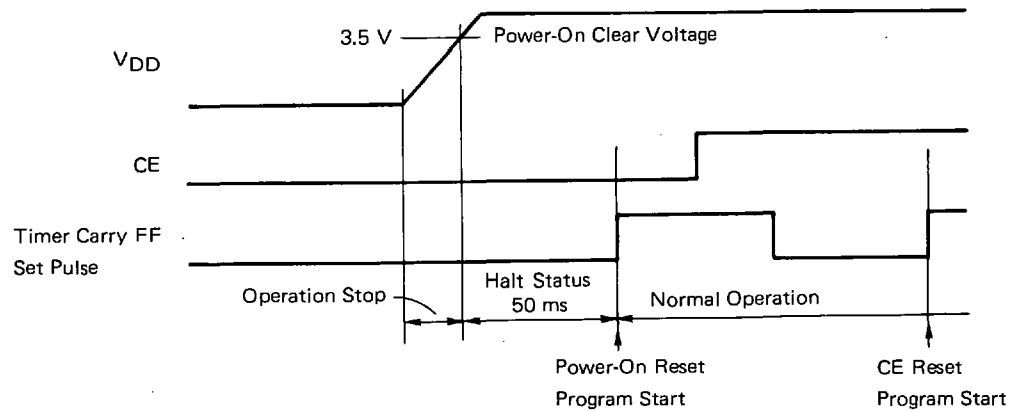 3.5 V
Power-On Clear Voltage
VDD
CE
Timer Carry FF
Set Pulse
Operation Stop
Halt Status
50 ms
Normal Operation
Power-On Reset
Program Start
CE Reset
Program Start